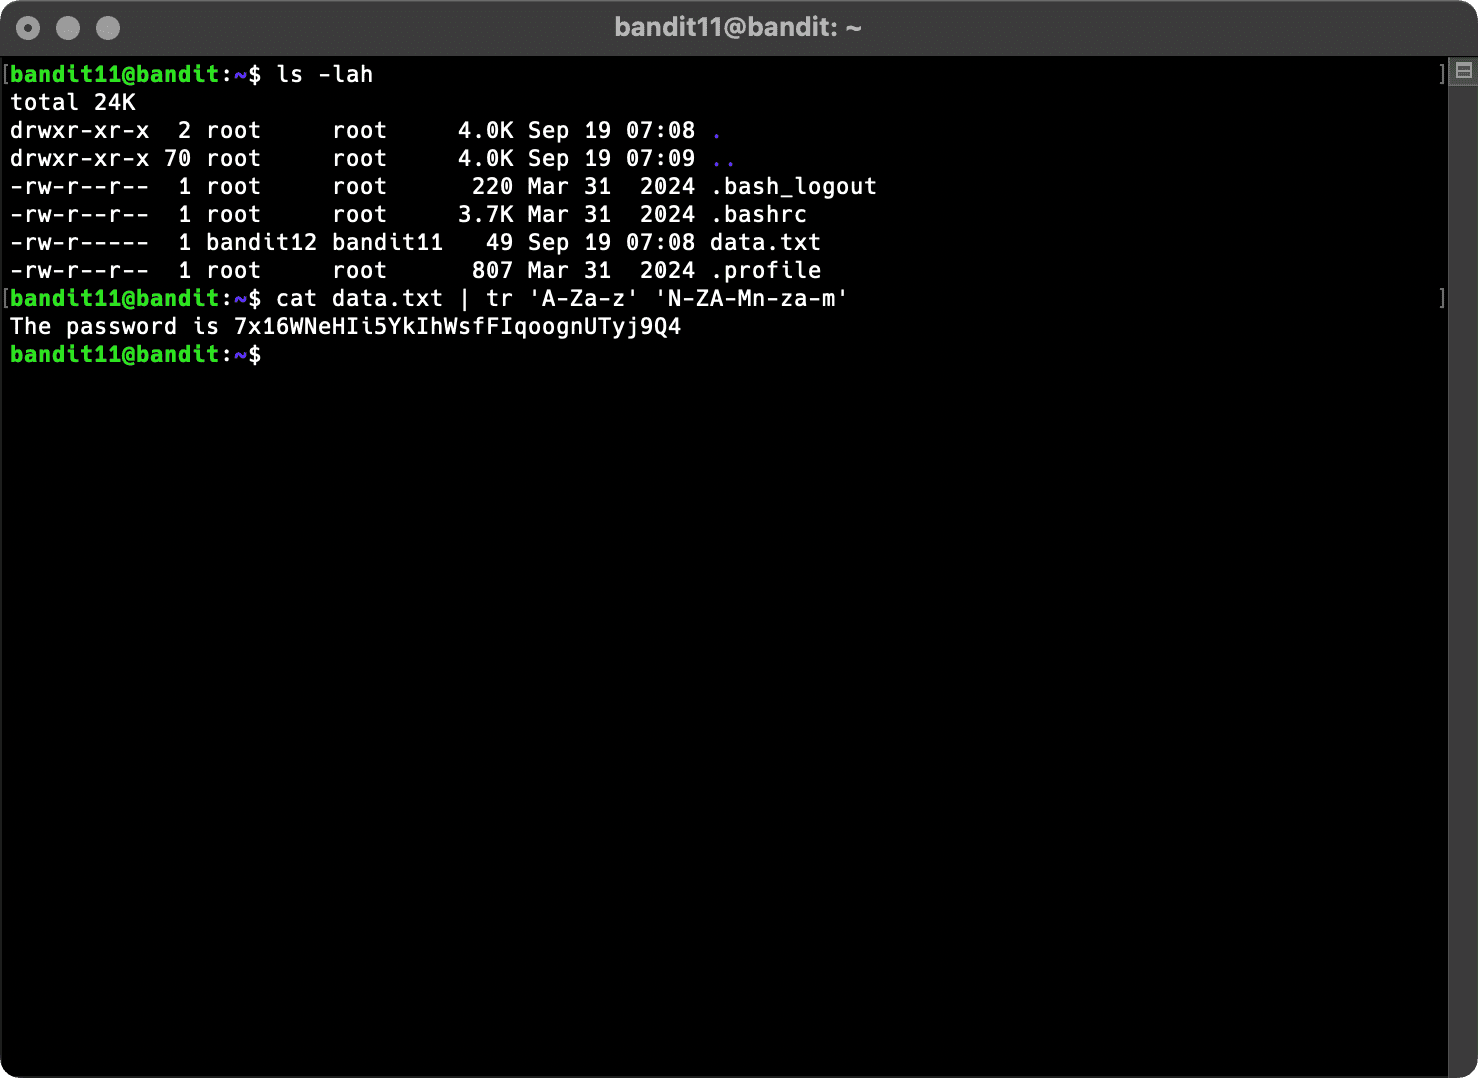 bandit11@bandit: ~
[bandit11@bandit:~$ ls -lah ]
total 24K
drwxr-xr-x  2 root     root     4.0K Sep 19 07:08 .
drwxr-xr-x 70 root     root     4.0K Sep 19 07:09 ..
-rw-r--r--  1 root     root      220 Mar 31  2024 .bash_logout
-rw-r--r--  1 root     root     3.7K Mar 31  2024 .bashrc
-rw-r-----  1 bandit12 bandit11   49 Sep 19 07:08 data.txt
-rw-r--r--  1 root     root      807 Mar 31  2024 .profile
[bandit11@bandit:~$ cat data.txt | tr 'A-Za-z' 'N-ZA-Mn-za-m' ]
The password is 7x16WNeHIi5YkIhWsfFIqoognUTyj9Q4
bandit11@bandit:~$